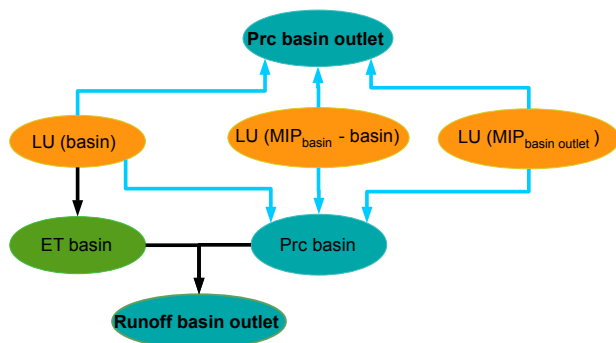 Prc basin outlet
LU (basin)
LU (MIPbasin - basin)
LU (MIPbasin outlet )
ET basin
Prc basin
Runoff basin outlet